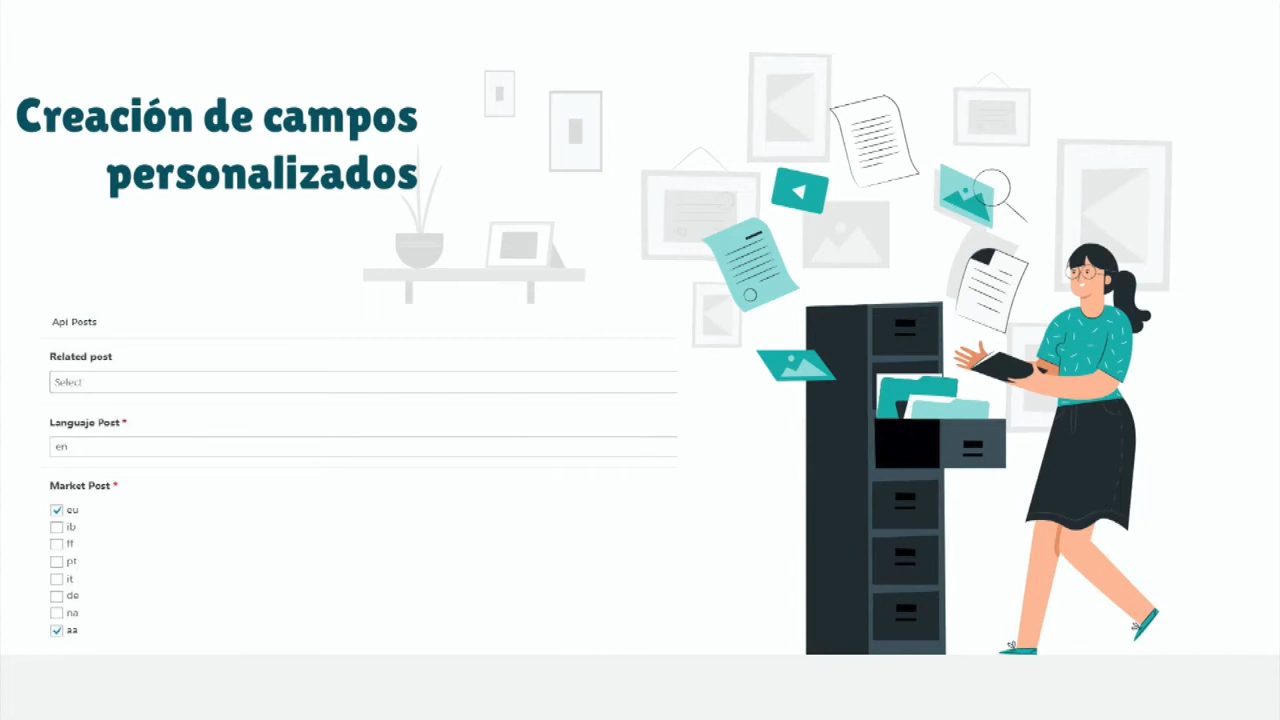 Creación de campos
personalizados
Api Posts
Related post
Select
Languaje Post *
en
Market Post *
eu
ib
ff
pt
it
de
na
aa